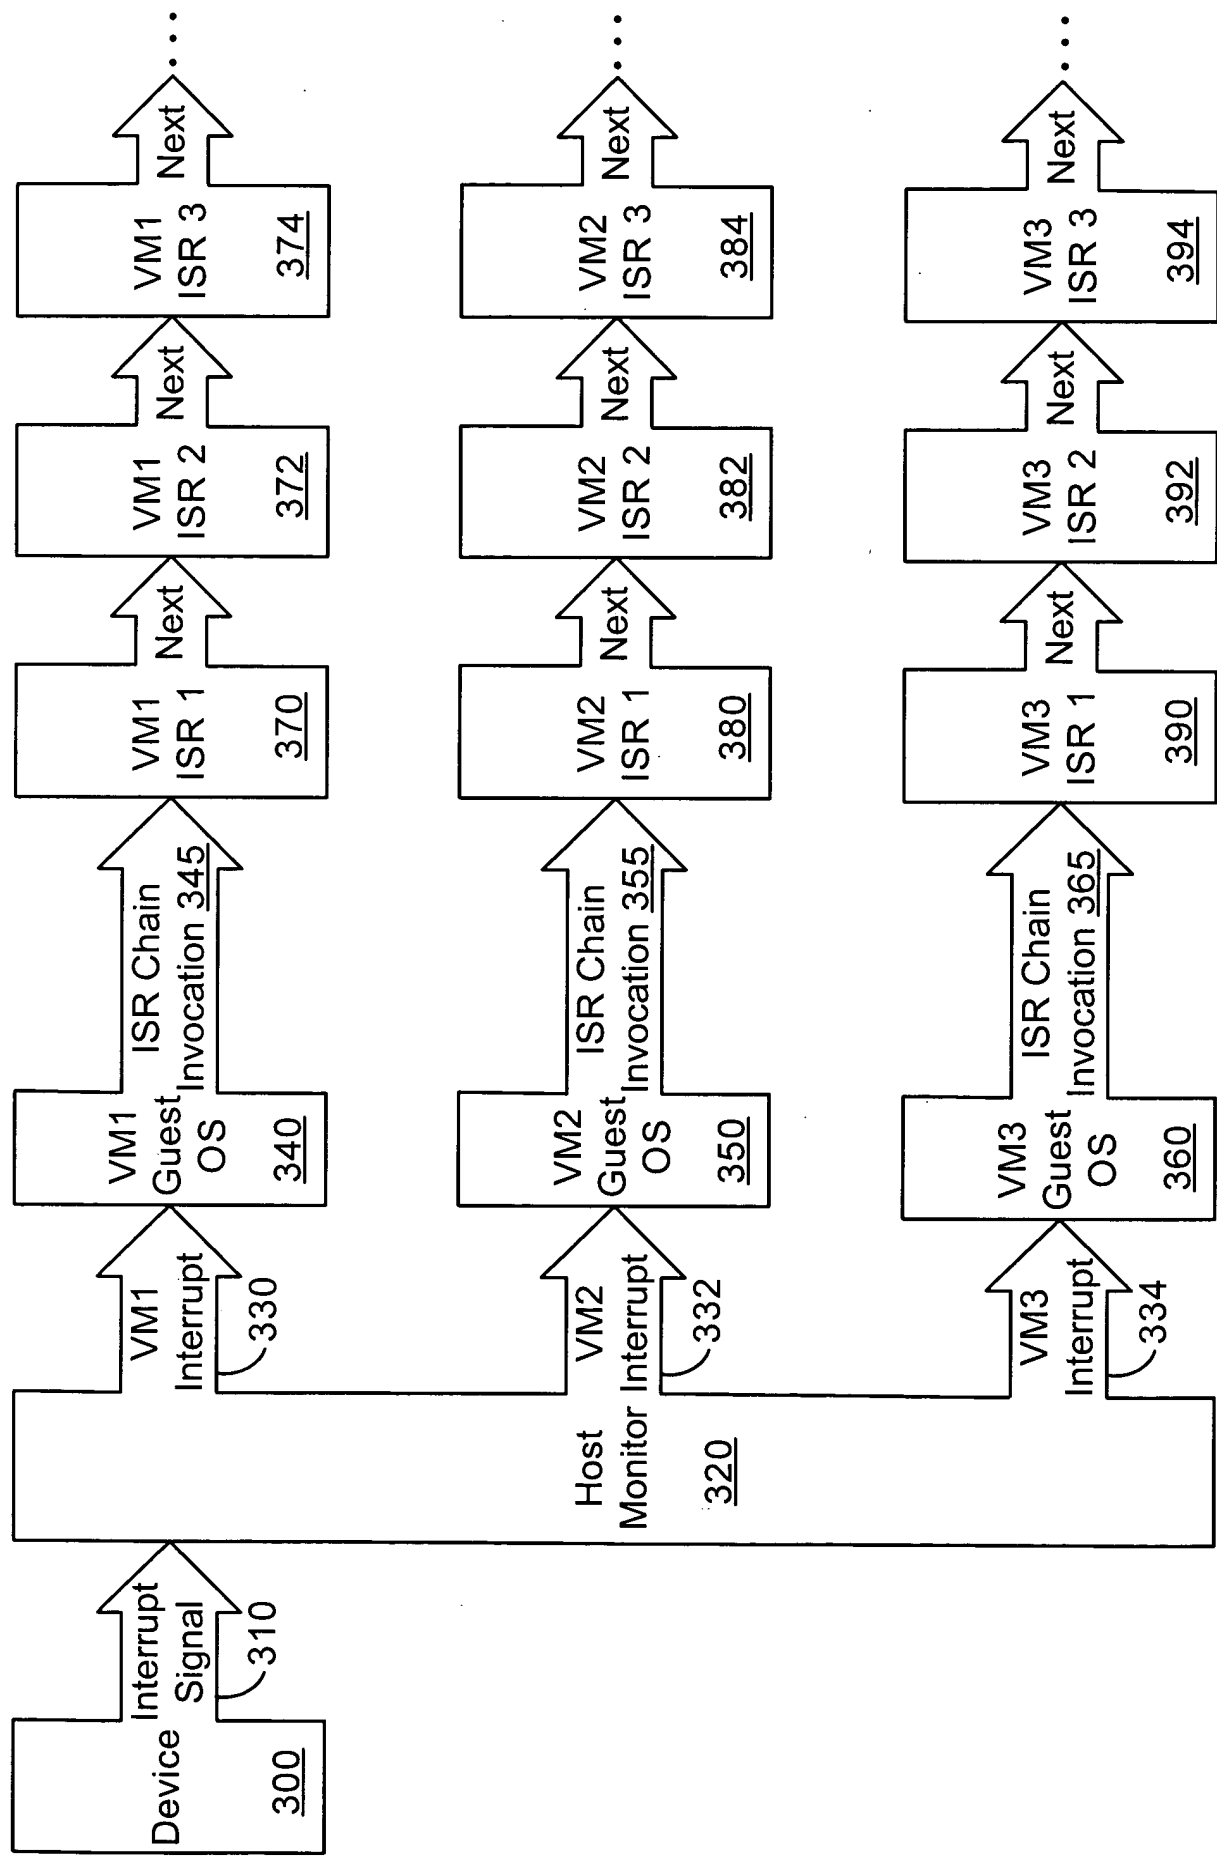 Device
300
Interrupt
Signal
310
Host
Monitor
320
VM1
Interrupt
330
VM1
Guest
OS
340
ISR Chain
Invocation 345
VM1
ISR 1
370
Next
VM1
ISR 2
372
Next
VM1
ISR 3
374
Next
...
VM2
Interrupt
332
VM2
Guest
OS
350
ISR Chain
Invocation 355
VM2
ISR 1
380
Next
VM2
ISR 2
382
Next
VM2
ISR 3
384
Next
...
VM3
Interrupt
334
VM3
Guest
OS
360
ISR Chain
Invocation 365
VM3
ISR 1
390
Next
VM3
ISR 2
392
Next
VM3
ISR 3
394
Next
...